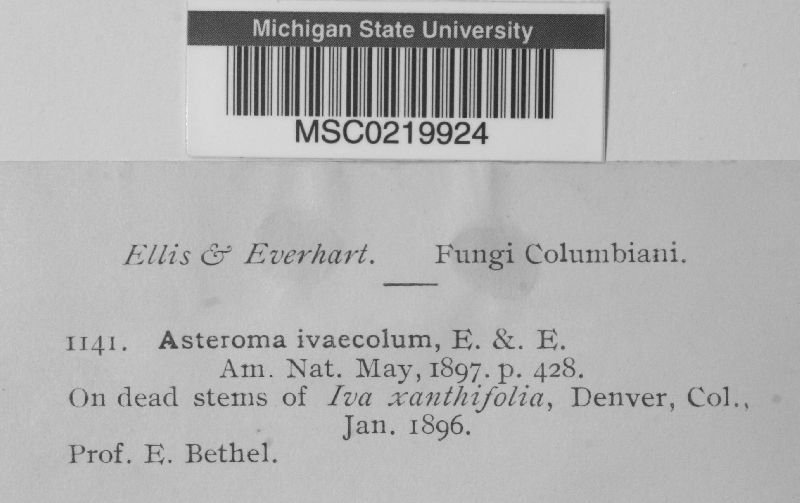 Michigan State University
MSC0219924
Ellis & Everhart. Fungi Columbiani.
1141. Asteroma ivaecolum, E. &. E.
Am. Nat. May, 1897. p. 428.
On dead stems of Iva xanthifolia, Denver, Col.,
Jan. 1896.
Prof. E. Bethel.